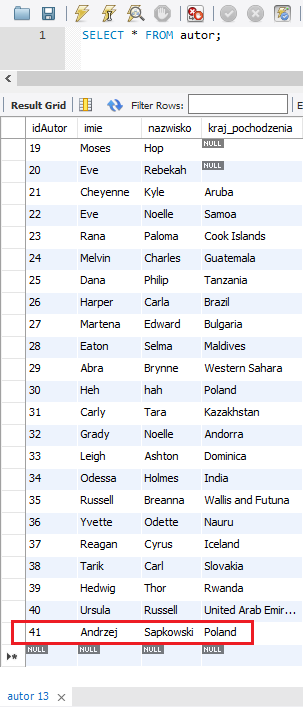 1 SELECT * FROM autor;
Result Grid Filter Rows: E
idAutor imie nazwisko kraj_pochodzenia
19 Moses Hop NULL
20 Eve Rebekah NULL
21 Cheyenne Kyle Aruba
22 Eve Noelle Samoa
23 Rana Paloma Cook Islands
24 Melvin Charles Guatemala
25 Dana Philip Tanzania
26 Harper Carla Brazil
27 Martena Edward Bulgaria
28 Eaton Selma Maldives
29 Abra Brynne Western Sahara
30 Heh hah Poland
31 Carly Tara Kazakhstan
32 Grady Noelle Andorra
33 Leigh Ashton Dominica
34 Odessa Holmes India
35 Russell Breanna Wallis and Futuna
36 Yvette Odette Nauru
37 Reagan Cyrus Iceland
38 Tarik Carl Slovakia
39 Hedwig Thor Rwanda
40 Ursula Russell United Arab Emir...
41 Andrzej Sapkowski Poland
NULL NULL NULL NULL
autor 13